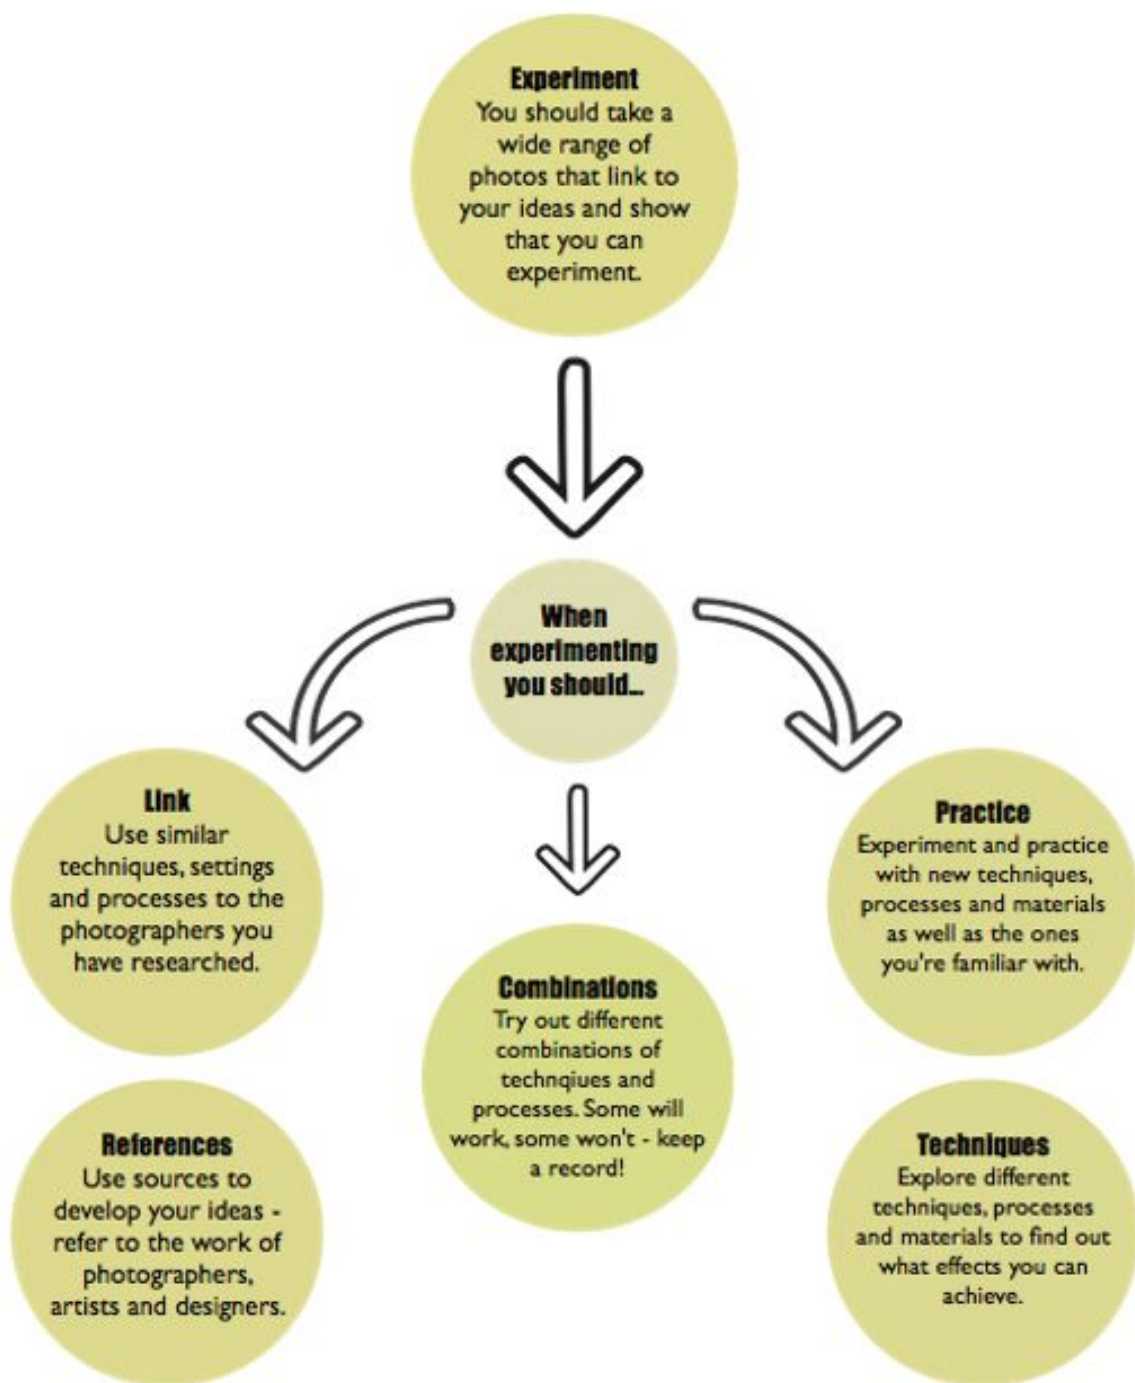 Experiment
You should take a
wide range of
photos that link to
your ideas and show
that you can
experiment.
When
experimenting
you should...
Link
Use similar
techniques, settings
and processes to the
photographers you
have researched.
References
Use sources to
develop your ideas -
refer to the work of
photographers,
artists and designers.
Combinations
Try out different
combinations of
technqiues and
processes. Some will
work, some won't - keep
a record!
Practice
Experiment and practice
with new techniques,
processes and materials
as well as the ones
you're familiar with.
Techniques
Explore different
techniques, processes
and materials to find out
what effects you can
achieve.